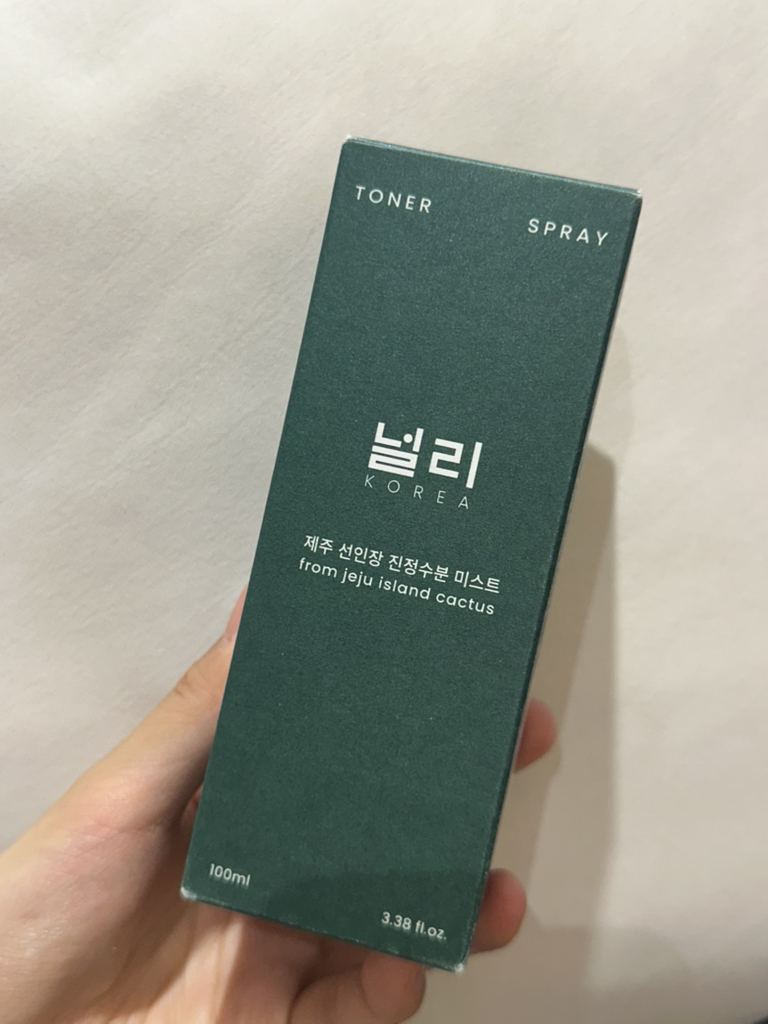 TONER
SPRAY
널리
KOREA
제주 선인장 진정수분 미스트
from jeju island cactus
100ml
3.38 fl.oz.